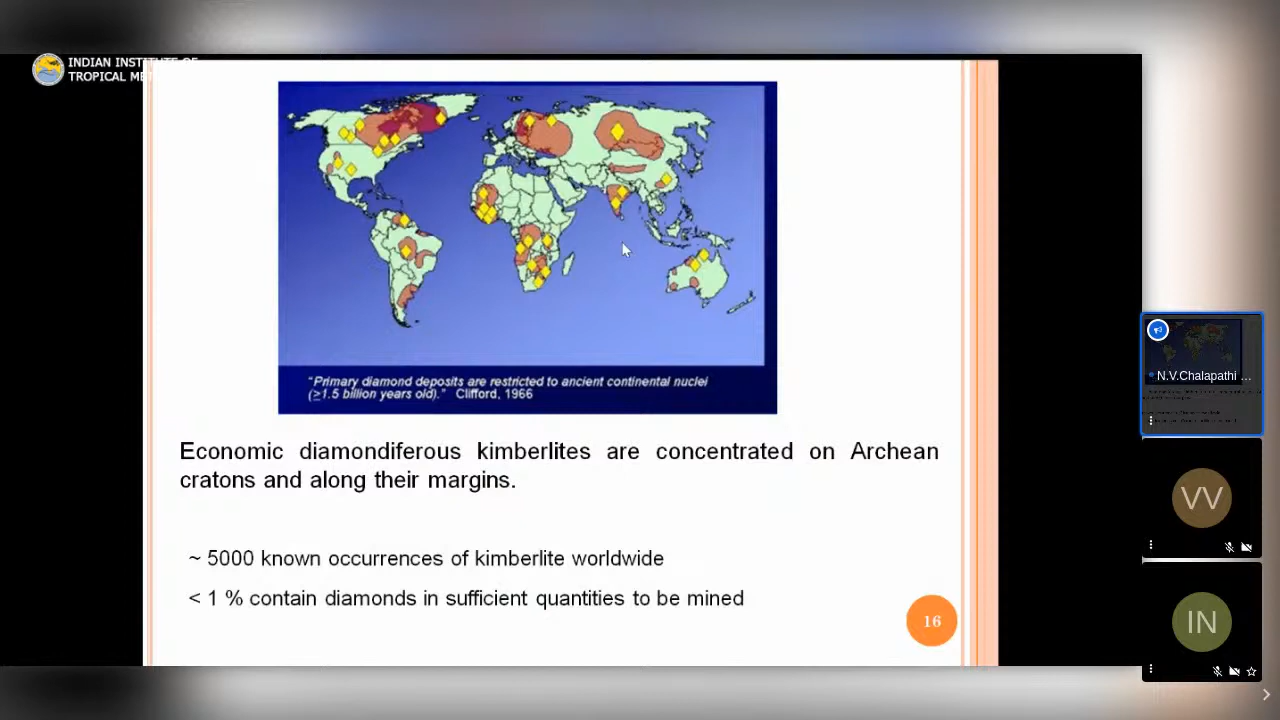 INDIAN INSTITUTE OF
TROPICAL
"Primary diamond deposits are restricted to ancient continental nuclei
(≥1.5 billion years old)." Clifford, 1966
Economic diamondiferous kimberlites are concentrated on Archean
cratons and along their margins.
~ 5000 known occurrences of kimberlite worldwide
< 1 % contain diamonds in sufficient quantities to be mined
16
N.V.Chalapathi ...
VV
IN